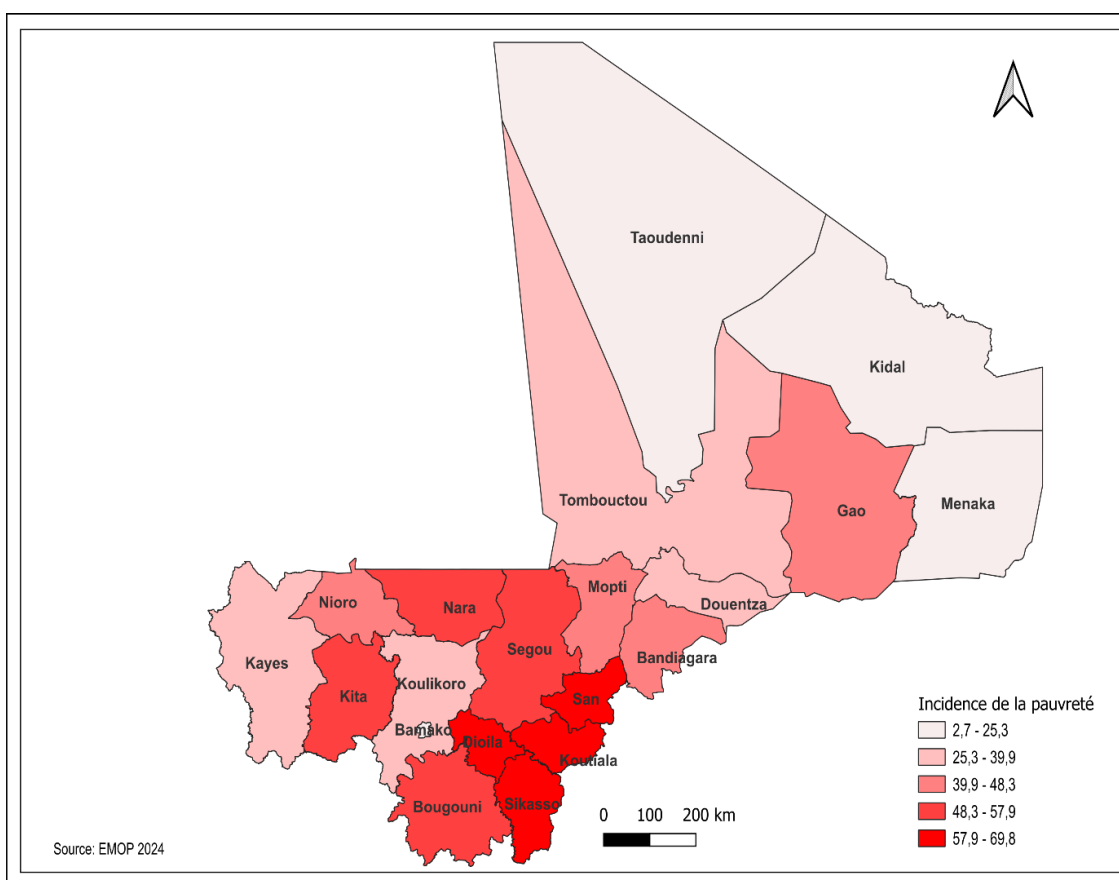 Taoudenni
Kidal
Tombouctou
Gao
Menaka
Mopti
Nioro
Nara
Douentza
Segou
Bandiagara
Kayes
Koulikoro
Kita
San
Bamako
Dioila
Koutiala
Bougouni
Sikasso
Incidence de la pauvreté
2,7 - 25,3
25,3 - 39,9
39,9 - 48,3
48,3 - 57,9
57,9 - 69,8
0 100 200 km
Source: EMOP 2024